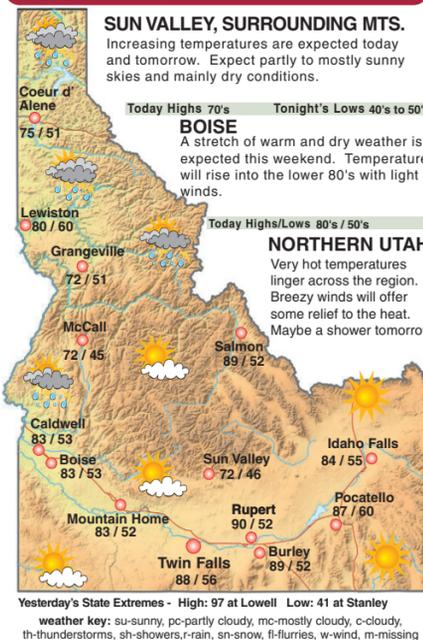 SUN VALLEY, SURROUNDING MTS.
Increasing temperatures are expected today
and tomorrow. Expect partly to mostly sunny
skies and mainly dry conditions.
Today Highs 70's Tonight's Lows 40's to 50'
BOISE
A stretch of warm and dry weather is
expected this weekend. Temperature
will rise into the lower 80's with light
winds.
Today Highs/Lows 80's / 50's
NORTHERN UTAH
Very hot temperatures
linger across the region.
Breezy winds will offer
some relief to the heat.
Maybe a shower tomorro
Coeur d'
Alene
75 / 51
Lewiston
80 / 60
Grangeville
72 / 51
McCall
72 / 45
Salmon
89 / 52
Caldwell
83 / 53
Boise
83 / 53
Sun Valley
72 / 46
Idaho Falls
84 / 55
Pocatello
87 / 60
Mountain Home
83 / 52
Rupert
90 / 52
Burley
89 / 52
Twin Falls
88 / 56
Yesterday's State Extremes - High: 97 at Lowell Low: 41 at Stanley
weather key: su-sunny, pc-partly cloudy, mc-mostly cloudy, c-cloudy,
th-thunderstorms, sh-showers,r-rain, sn-snow, fl-flurries, w-wind, m-missing